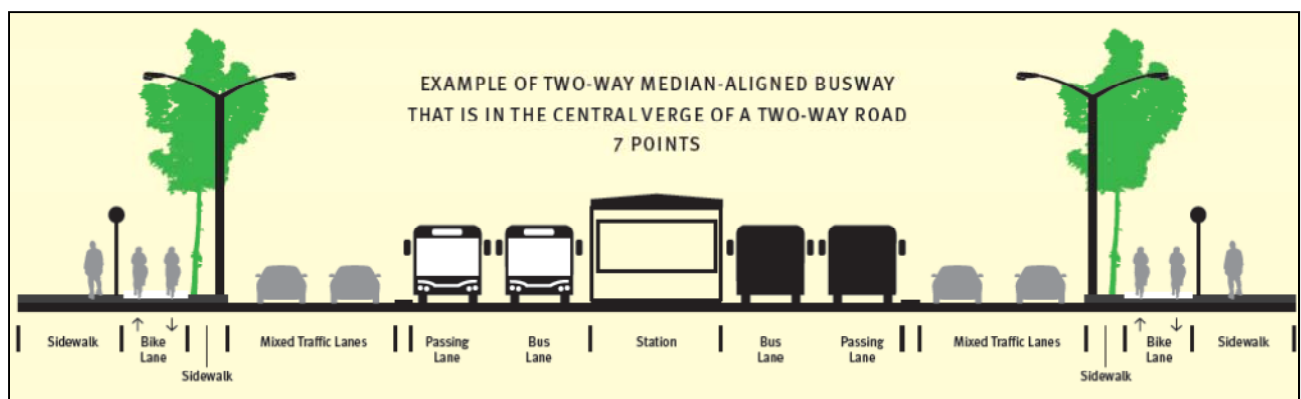 EXAMPLE OF TWO-WAY MEDIAN-ALIGNED BUSWAY
THAT IS IN THE CENTRAL VERGE OF A TWO-WAY ROAD
7 POINTS
Sidewalk
Bike
Lane
Sidewalk
Mixed Traffic Lanes
Passing
Lane
Bus
Lane
Station
Bus
Lane
Passing
Lane
Mixed Traffic Lanes
Sidewalk
Bike
Lane
Sidewalk